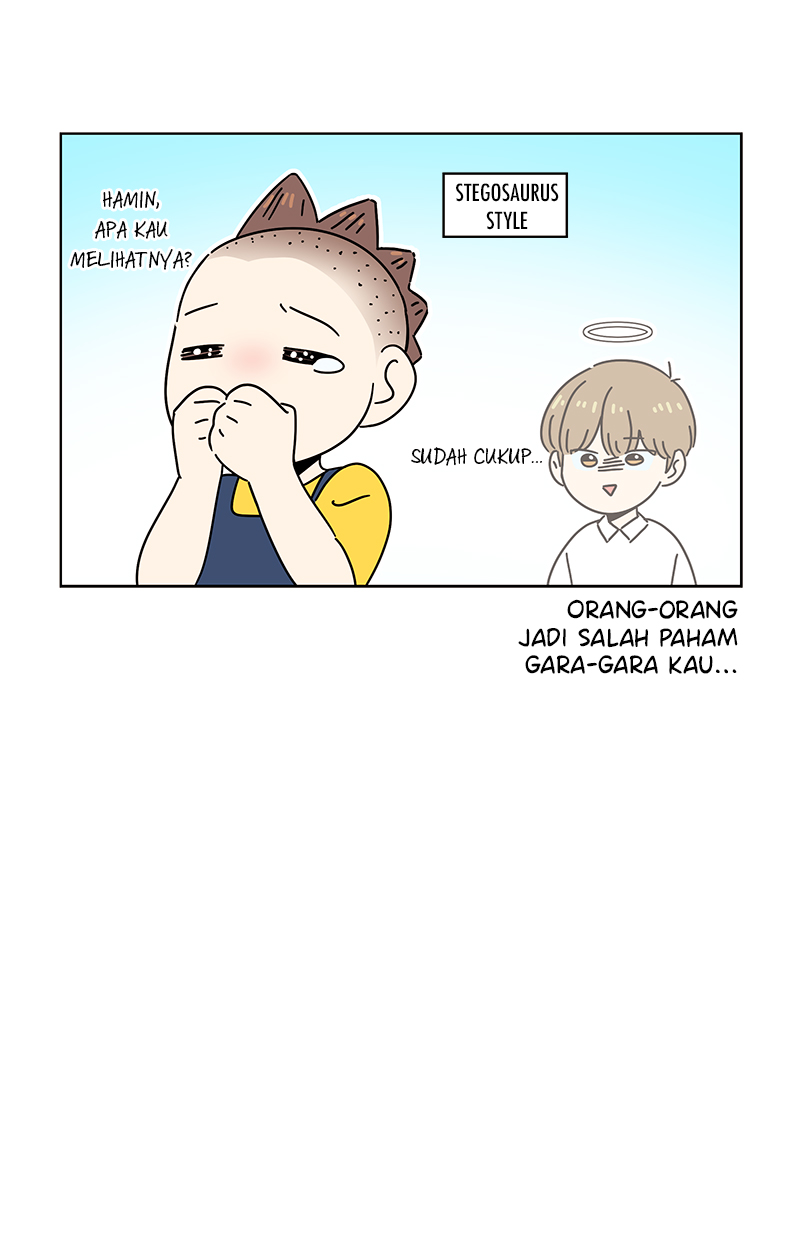 HAMIN,
APA KAU
MELIHATNYA?
STEGOSAURUS
STYLE
SUDAH CUKUP...
ORANG-ORANG
JADI SALAH PAHAM
GARA-GARA KAU...